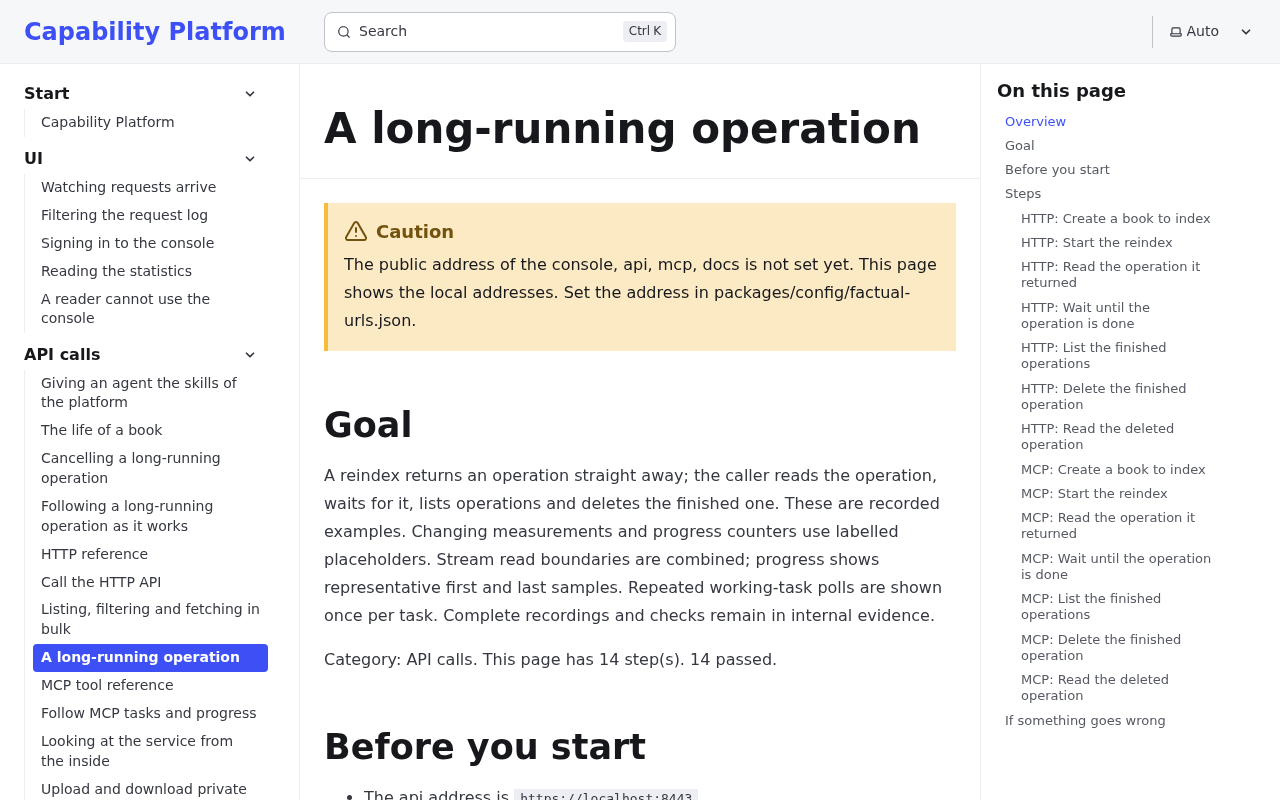 Capability Platform
Search
Ctrl K
Auto
Start
Capability Platform
UI
Watching requests arrive
Filtering the request log
Signing in to the console
Reading the statistics
A reader cannot use the
console
API calls
Giving an agent the skills of
the platform
The life of a book
Cancelling a long-running
operation
Following a long-running
operation as it works
HTTP reference
Call the HTTP API
Listing, filtering and fetching in
bulk
A long-running operation
MCP tool reference
Follow MCP tasks and progress
Looking at the service from
the inside
Upload and download private
A long-running operation
Caution
The public address of the console, api, mcp, docs is not set yet. This page
shows the local addresses. Set the address in packages/config/factual-
urls.json.
Goal
A reindex returns an operation straight away; the caller reads the operation,
waits for it, lists operations and deletes the finished one. These are recorded
examples. Changing measurements and progress counters use labelled
placeholders. Stream read boundaries are combined; progress shows
representative first and last samples. Repeated working-task polls are shown
once per task. Complete recordings and checks remain in internal evidence.
Category: API calls. This page has 14 step(s). 14 passed.
Before you start
The api address is https://localhost:8443
On this page
Overview
Goal
Before you start
Steps
HTTP: Create a book to index
HTTP: Start the reindex
HTTP: Read the operation it
returned
HTTP: Wait until the
operation is done
HTTP: List the finished
operations
HTTP: Delete the finished
operation
HTTP: Read the deleted
operation
MCP: Create a book to index
MCP: Start the reindex
MCP: Read the operation it
returned
MCP: Wait until the operation
is done
MCP: List the finished
operations
MCP: Delete the finished
operation
MCP: Read the deleted
operation
If something goes wrong